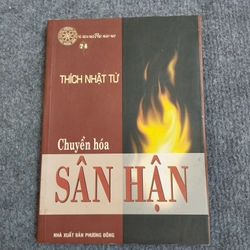 THÍCH NHẬT TỪ
Chuyển hóa
SÂN HẬN
NHÀ XUẤT BẢN PHƯƠNG ĐÔNG